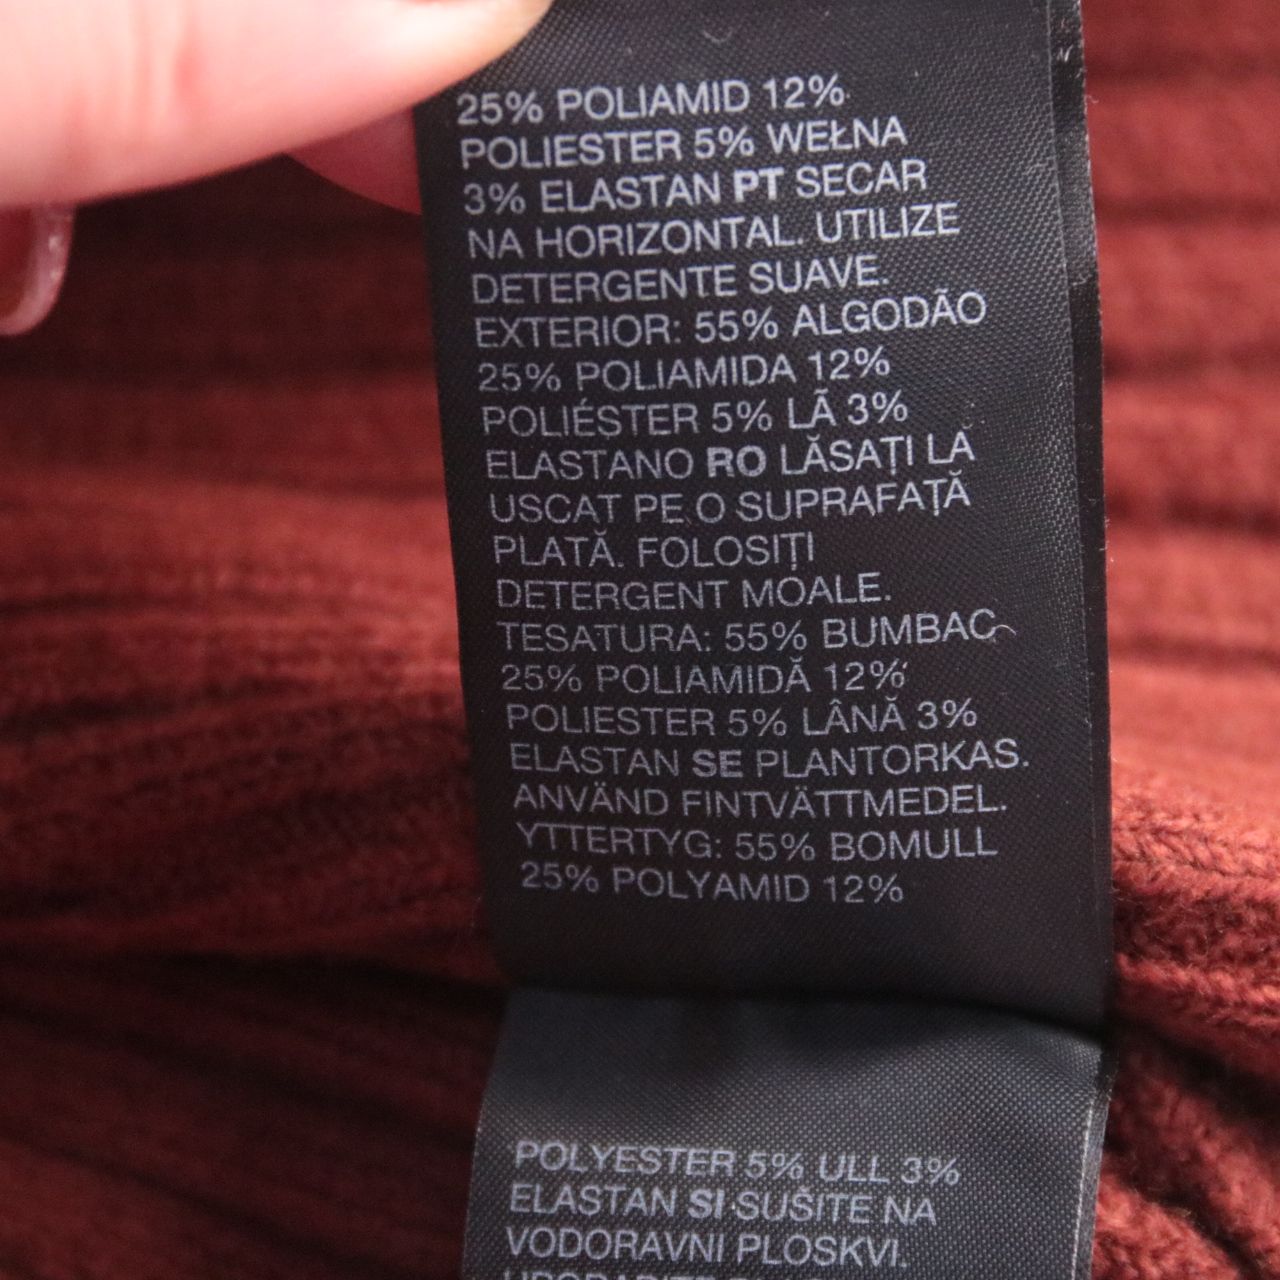 25% POLIAMID 12%
POLIESTER 5% WEŁNA
3% ELASTAN PT SECAR
NA HORIZONTAL. UTILIZE
DETERGENTE SUAVE.
EXTERIOR: 55% ALGODÃO
25% POLIAMIDA 12%
POLIÉSTER 5% LÃ 3%
ELASTANO RO LĂSAȚI LA
USCAT PE O SUPRAFAȚĂ
PLATĂ. FOLOSIȚI
DETERGENT MOALE.
TESATURA: 55% BUMBAC
25% POLIAMIDĂ 12%
POLIESTER 5% LÂNĂ 3%
ELASTAN SE PLANTORKAS.
ANVÄND FINTVÄTTMEDEL.
YTTERTYG: 55% BOMULL
25% POLYAMID 12%
POLYESTER 5% ULL 3%
ELASTAN SI SUŠITE NA
VODORAVNI PLOSKVI.